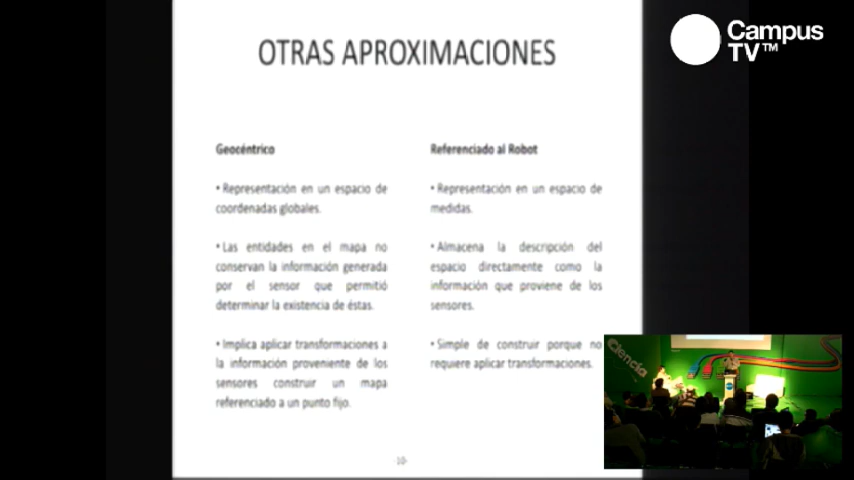 Campus
TV™
OTRAS APROXIMACIONES
Geocéntrico
• Representación en un espacio de
coordenadas globales.
• Las entidades en el mapa no
conservan la información generada
por el sensor que permitió
determinar la existencia de éstas.
• Implica aplicar transformaciones a
la información proveniente de los
sensores construir un mapa
referenciado a un punto fijo.
Referenciado al Robot
• Representación en un espacio de
medidas.
• Almacena la descripción del
espacio directamente como la
información que proviene de los
sensores.
• Simple de construir porque no
requiere aplicar transformaciones.
-10-
Ciencia